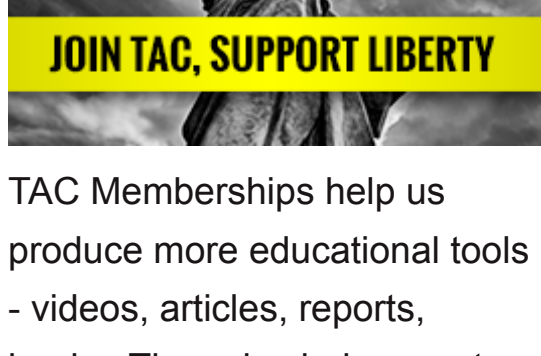 JOIN TAC, SUPPORT LIBERTY
TAC Memberships help us
produce more educational tools
- videos, articles, reports,